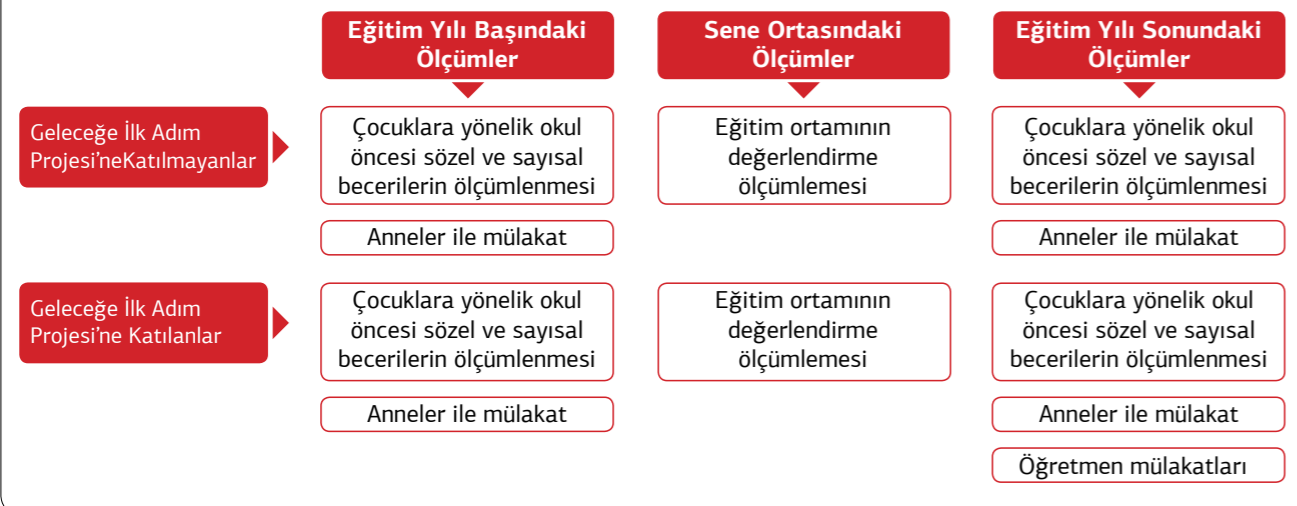 Eğitim Yılı Başındaki
Ölçümler
Sene Ortasındaki
Ölçümler
Eğitim Yılı Sonundaki
Ölçümler
Geleceğe İlk Adım
Projesi'neKatılmayanlar
Çocuklara yönelik okul
öncesi sözel ve sayısal
becerilerin ölçümlenmesi
Anneler ile mülakat
Eğitim ortamının
değerlendirme
ölçümlemesi
Çocuklara yönelik okul
öncesi sözel ve sayısal
becerilerin ölçümlenmesi
Anneler ile mülakat
Geleceğe İlk Adım
Projesi'ne Katılanlar
Çocuklara yönelik okul
öncesi sözel ve sayısal
becerilerin ölçümlenmesi
Anneler ile mülakat
Eğitim ortamının
değerlendirme
ölçümlemesi
Çocuklara yönelik okul
öncesi sözel ve sayısal
becerilerin ölçümlenmesi
Anneler ile mülakat
Öğretmen mülakatları